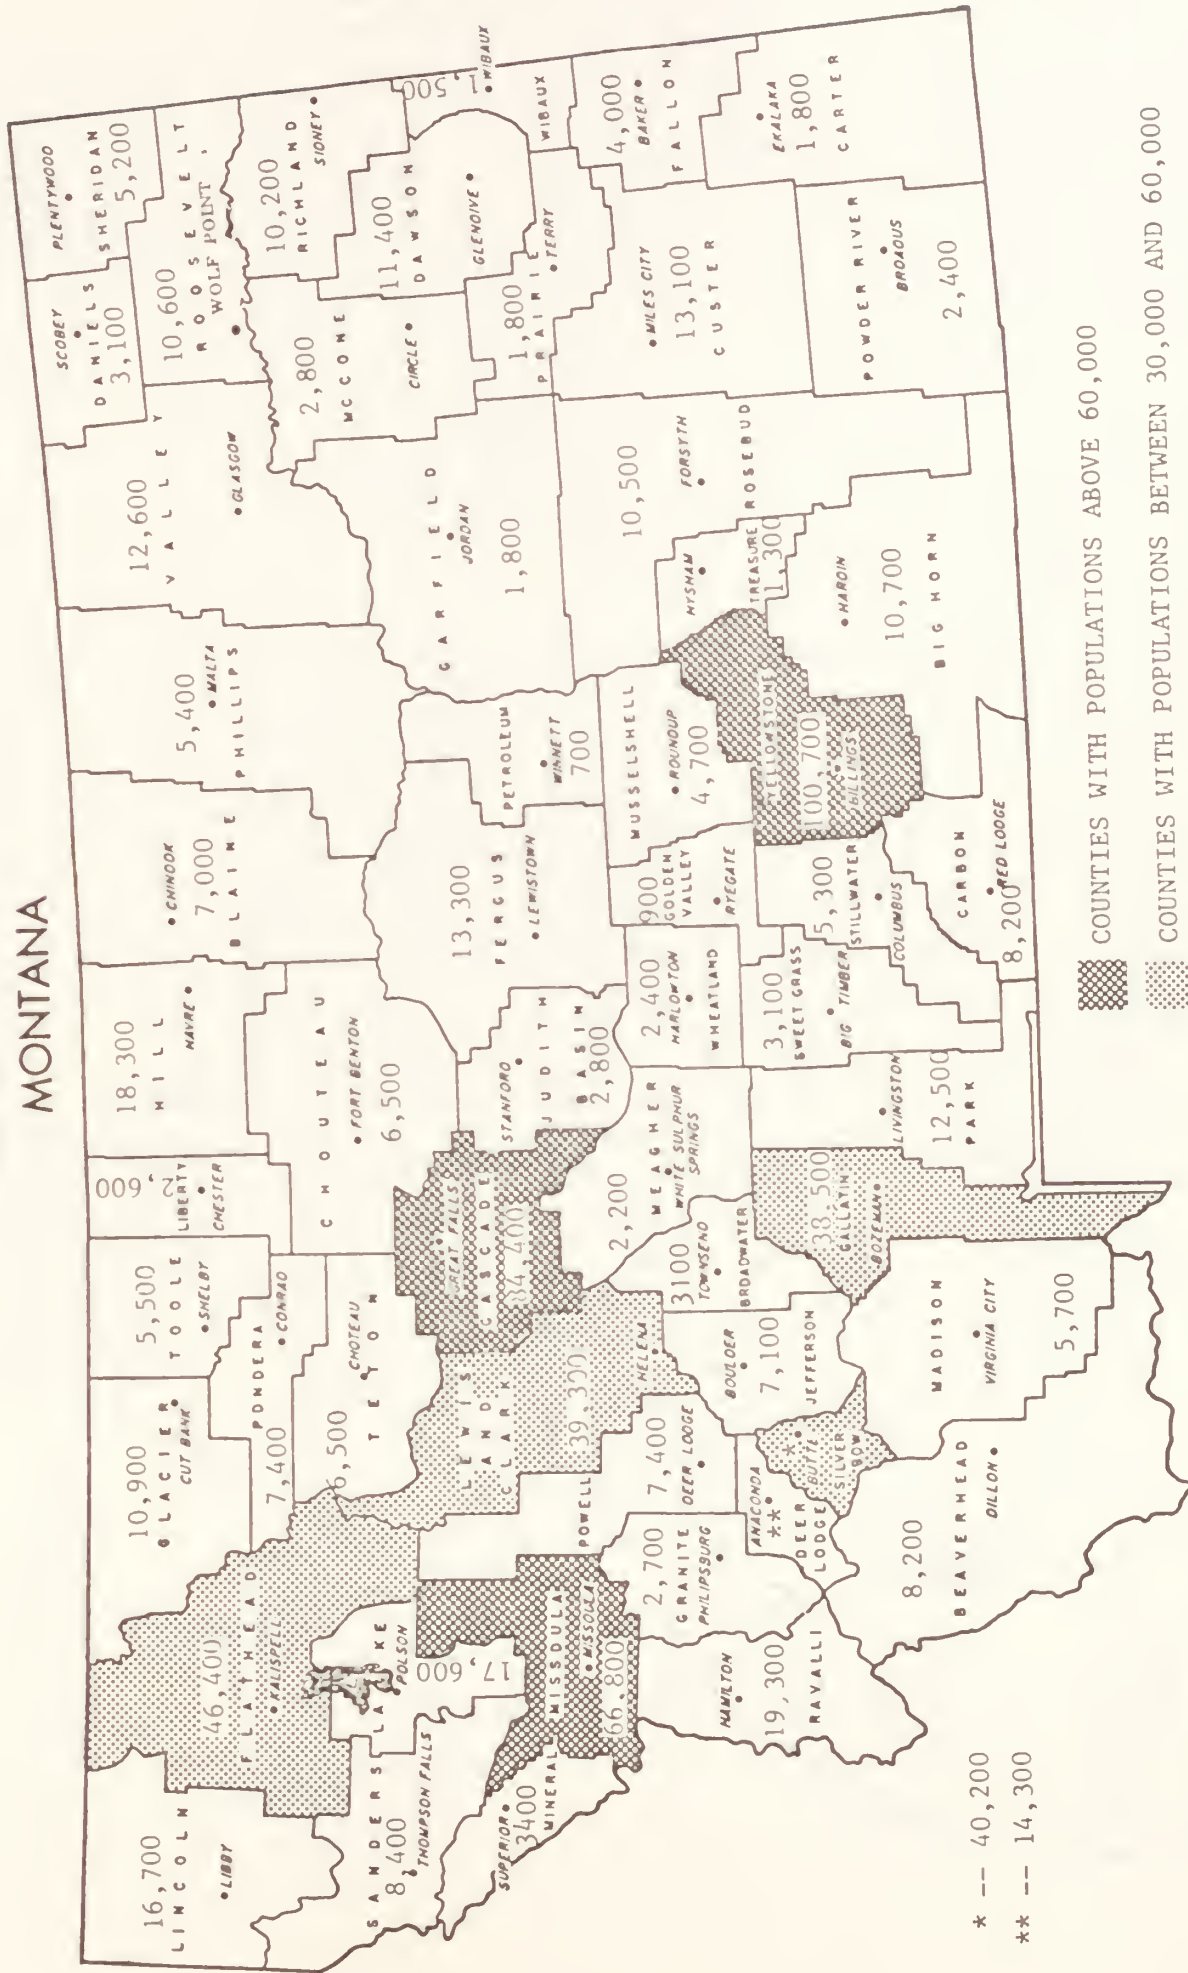 MONTANA
16,700
LINCOLN
LIBBY
46,400
FLATHEAD
KALISPELL
10,900
GLACIER
CUT BANK
5,500
TOOLE
SHELBY
2,600
LIBERTY
CHESTER
18,300
HILL
HAVRE
CHINOOK
7,000
BLAINE
5,400
MALTA
PHILLIPS
12,600
VALLEY
GLASGOW
SCOBEY
DANIELS
3,100
PLENTYWOOD
SHERIDAN
5,200
10,600
ROOSEVELT
WOLF POINT
PONDERA
CONRAD
7,400
CHOTEAU
6,500
TETON
CHOUTEAU
FORT BENTON
6,500
SANDERS
8,400
THOMPSON FALLS
LAKE
POLSON
17,600
LEWIS
AND
CLARK
39,300
HELENA
GREAT FALLS
CASCADE
84,400
STANFORD
JUDITH
BASIN
2,800
13,300
FERGUS
LEWISTOWN
PETROLEUM
WINNETT
700
GARFIELD
JORDAN
1,800
2,800
MCCONE
CIRCLE
10,200
RICHLAND
SIDNEY
11,400
DAWSON
GLENDIVE
1,500
WIBAUX
WIBAUX
1,800
PRAIRIE
TERRY
SUPERIOR
3400
MINERAL
MISSOULA
MISSOULA
66,800
POWELL
7,400
DEER LODGE
2,700
GRANITE
PHILIPSBURG
2,200
MEAGHER
WHITE SULPHUR
SPRINGS
3100
TOWNSEND
BROADWATER
BOULDER
7,100
JEFFERSON
2,400
HARLOWTON
WHEATLAND
900
GOLDEN
VALLEY
RYEGATE
MUSSELSHELL
ROUNDUP
4,700
10,500
FORSYTH
ROSEBUD
HYSHAM
TREASURE
1,300
MILES CITY
13,100
CUSTER
4,000
BAKER
FALLON
HAMILTON
19,300
RAVALLI
ANACONDA
**
DEER
LODGE
*
BUTTE
SILVER
BOW
38,500
GALLATIN
BOZEMAN
LIVINGSTON
12,500
PARK
3,100
SWEET GRASS
BIG TIMBER
5,300
STILLWATER
COLUMBUS
YELLOWSTONE
100,700
BILLINGS
HARDIN
10,700
BIG HORN
POWDER RIVER
BROADUS
2,400
EKALAKA
1,800
CARTER
8,200
BEAVERHEAD
DILLON
MADISON
VIRGINIA CITY
5,700
CARBON
RED LODGE
8,200
* -- 40,200
** -- 14,300
COUNTIES WITH POPULATIONS ABOVE 60,000
COUNTIES WITH POPULATIONS BETWEEN 30,000 AND 60,000